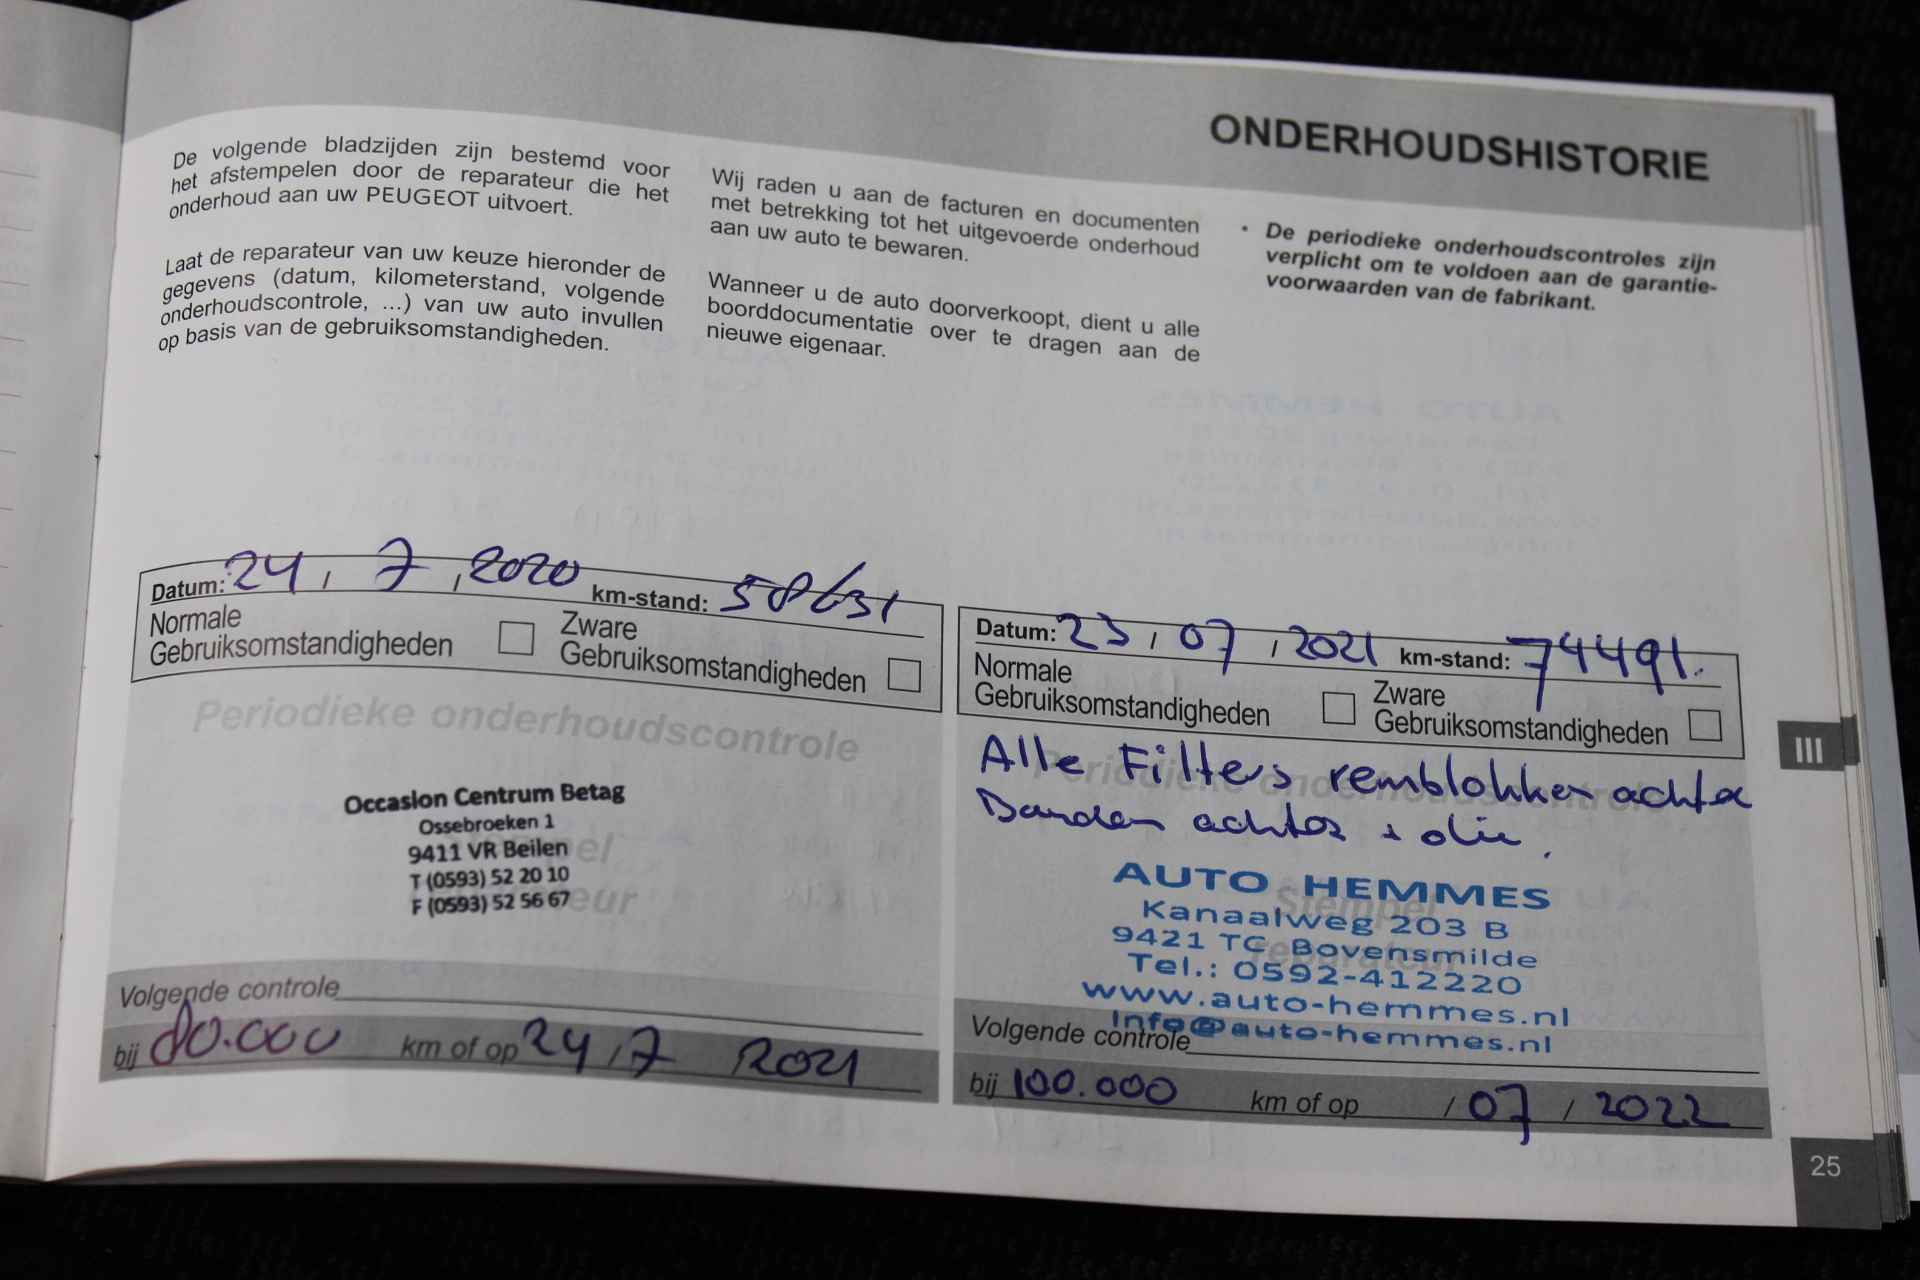 ONDERHOUDSHISTORIE
De volgende bladzijden zijn bestemd voor
het afstempelen door de reparateur die het
onderhoud aan uw PEUGEOT uitvoert.
Laat de reparateur van uw keuze hieronder de
gegevens (datum, kilometerstand, volgende
onderhoudscontrole, ...) van uw auto invullen
op basis van de gebruiksomstandigheden.
Wij raden u aan de facturen en documenten
met betrekking tot het uitgevoerde onderhoud
aan uw auto te bewaren.
Wanneer u de auto doorverkoopt, dient u alle
boorddocumentatie over te dragen aan de
nieuwe eigenaar.
• De periodieke onderhoudscontroles zijn
verplicht om te voldoen aan de garantie-
voorwaarden van de fabrikant.
Datum: 24 / 7 / 2020 km-stand:
Normale Zware
Gebruiksomstandigheden Gebruiksomstandigheden
Periodieke onderhoudscontrole
Occasion Centrum Betag
Ossebroeken 1
9411 VR Beilen
T (0593) 52 20 10
F (0593) 52 56 67
Volgende controle
bij 80.000 km of op 24 / 7 2021
Datum: 23 / 07 / 2021 km-stand: 74491.
Normale Zware
Gebruiksomstandigheden Gebruiksomstandigheden
Periodieke onderhoudscontrole
Alle Filters remblokken achter
Banden achter + olie.
Stempel
reparateur
AUTO HEMMES
Kanaalweg 203 B
9421 TC Bovensmilde
Tel.: 0592-412220
www.auto-hemmes.nl
Info@auto-hemmes.nl
Volgende controle
bij 100.000 km of op / 07 / 2022
III
25